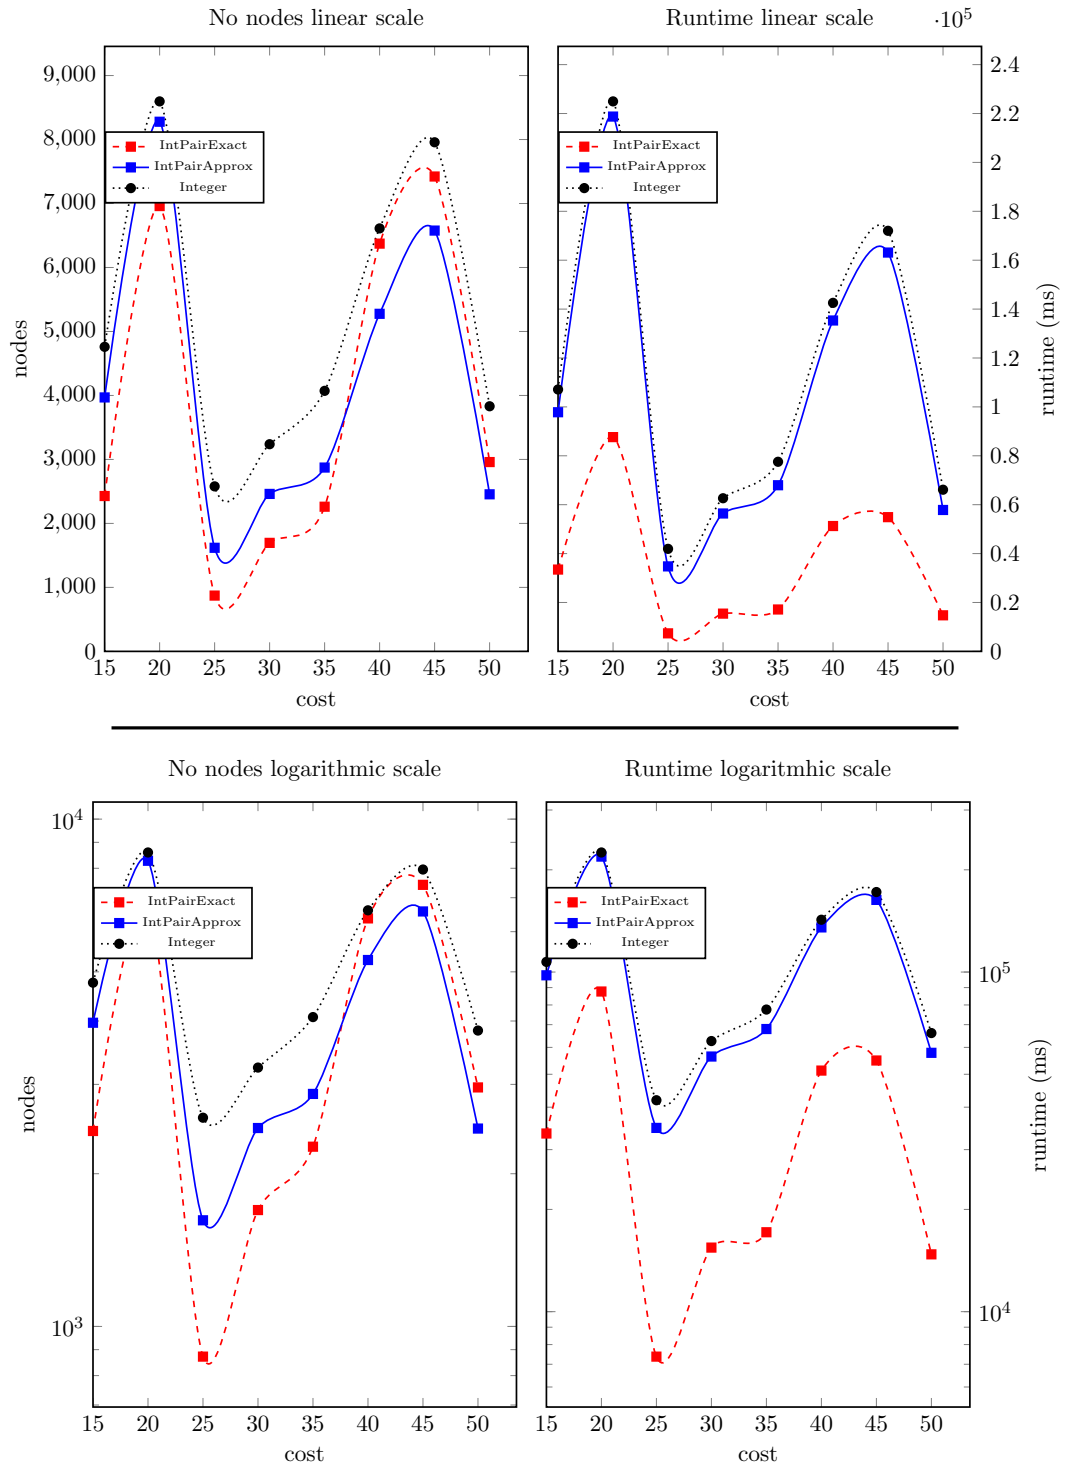 No nodes linear scale
9,000
8,000
7,000
6,000
5,000
4,000
3,000
2,000
1,000
0
nodes
IntPairExact
IntPairApprox
Integer
15 20 25 30 35 40 45 50
cost
Runtime linear scale
·10^5
2.4
2.2
2
1.8
1.6
1.4
1.2
1
0.8
0.6
0.4
0.2
0
runtime (ms)
IntPairExact
IntPairApprox
Integer
15 20 25 30 35 40 45 50
cost
No nodes logarithmic scale
10^4
10^3
nodes
IntPairExact
IntPairApprox
Integer
15 20 25 30 35 40 45 50
cost
Runtime logaritmhic scale
10^5
10^4
runtime (ms)
IntPairExact
IntPairApprox
Integer
15 20 25 30 35 40 45 50
cost